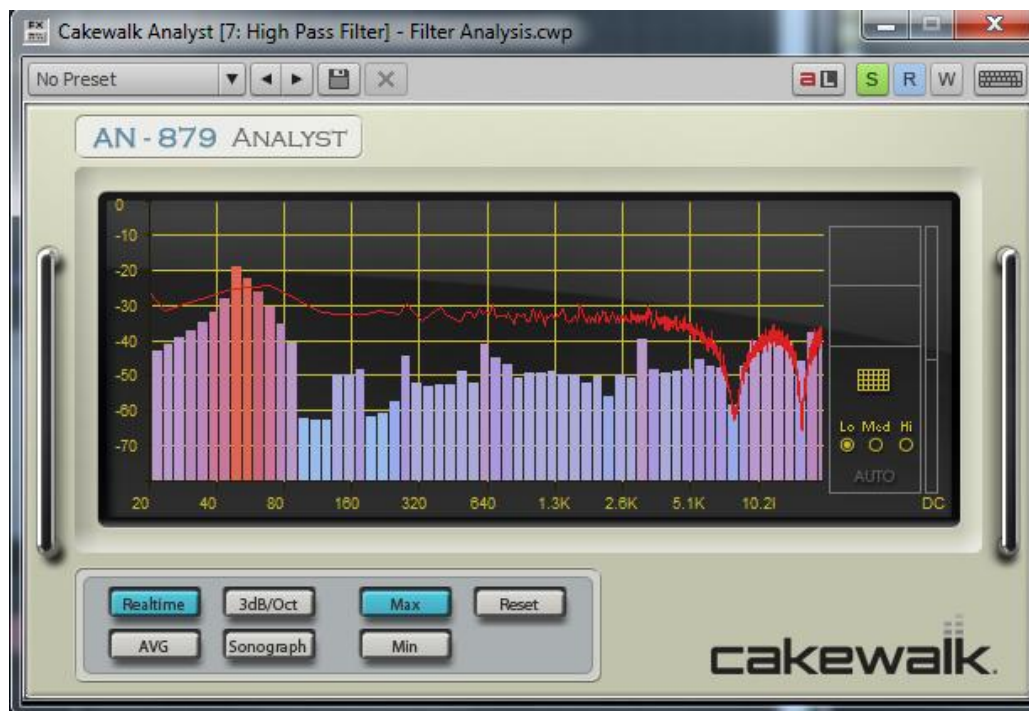 FX Cakewalk Analyst [7: High Pass Filter] - Filter Analysis.cwp
No Preset
a L S R W
AN - 879 ANALYST
0
-10
-20
-30
-40
-50
-60
-70
20 40 80 160 320 640 1.3K 2.6K 5.1K 10.2I DC
Lo Med Hi
AUTO
Realtime 3dB/Oct Max Reset
AVG Sonograph Min
cakewalk.